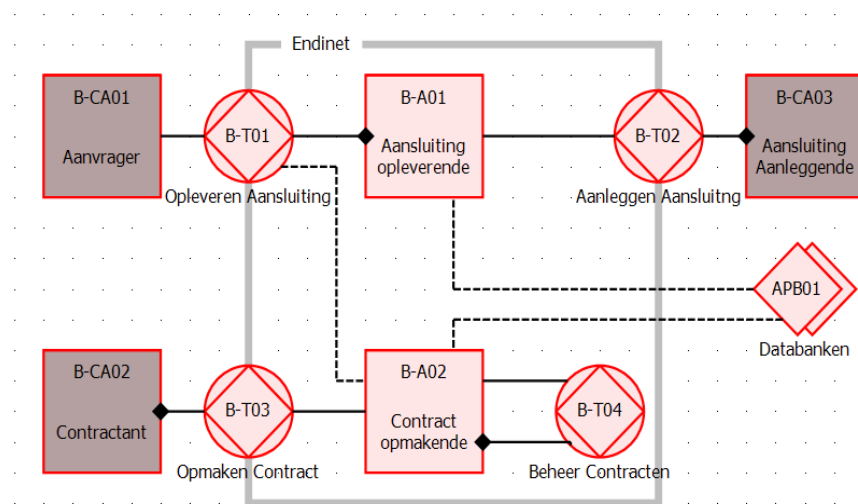 Endinet
B-CA01
Aanvrager
B-T01
Opleveren Aansluiting
B-A01
Aansluiting
opleverende
B-T02
Aanleggen Aansluitng
B-CA03
Aansluiting
Aanleggende
APB01
Databanken
B-CA02
Contractant
B-T03
Opmaken Contract
B-A02
Contract
opmakende
B-T04
Beheer Contracten